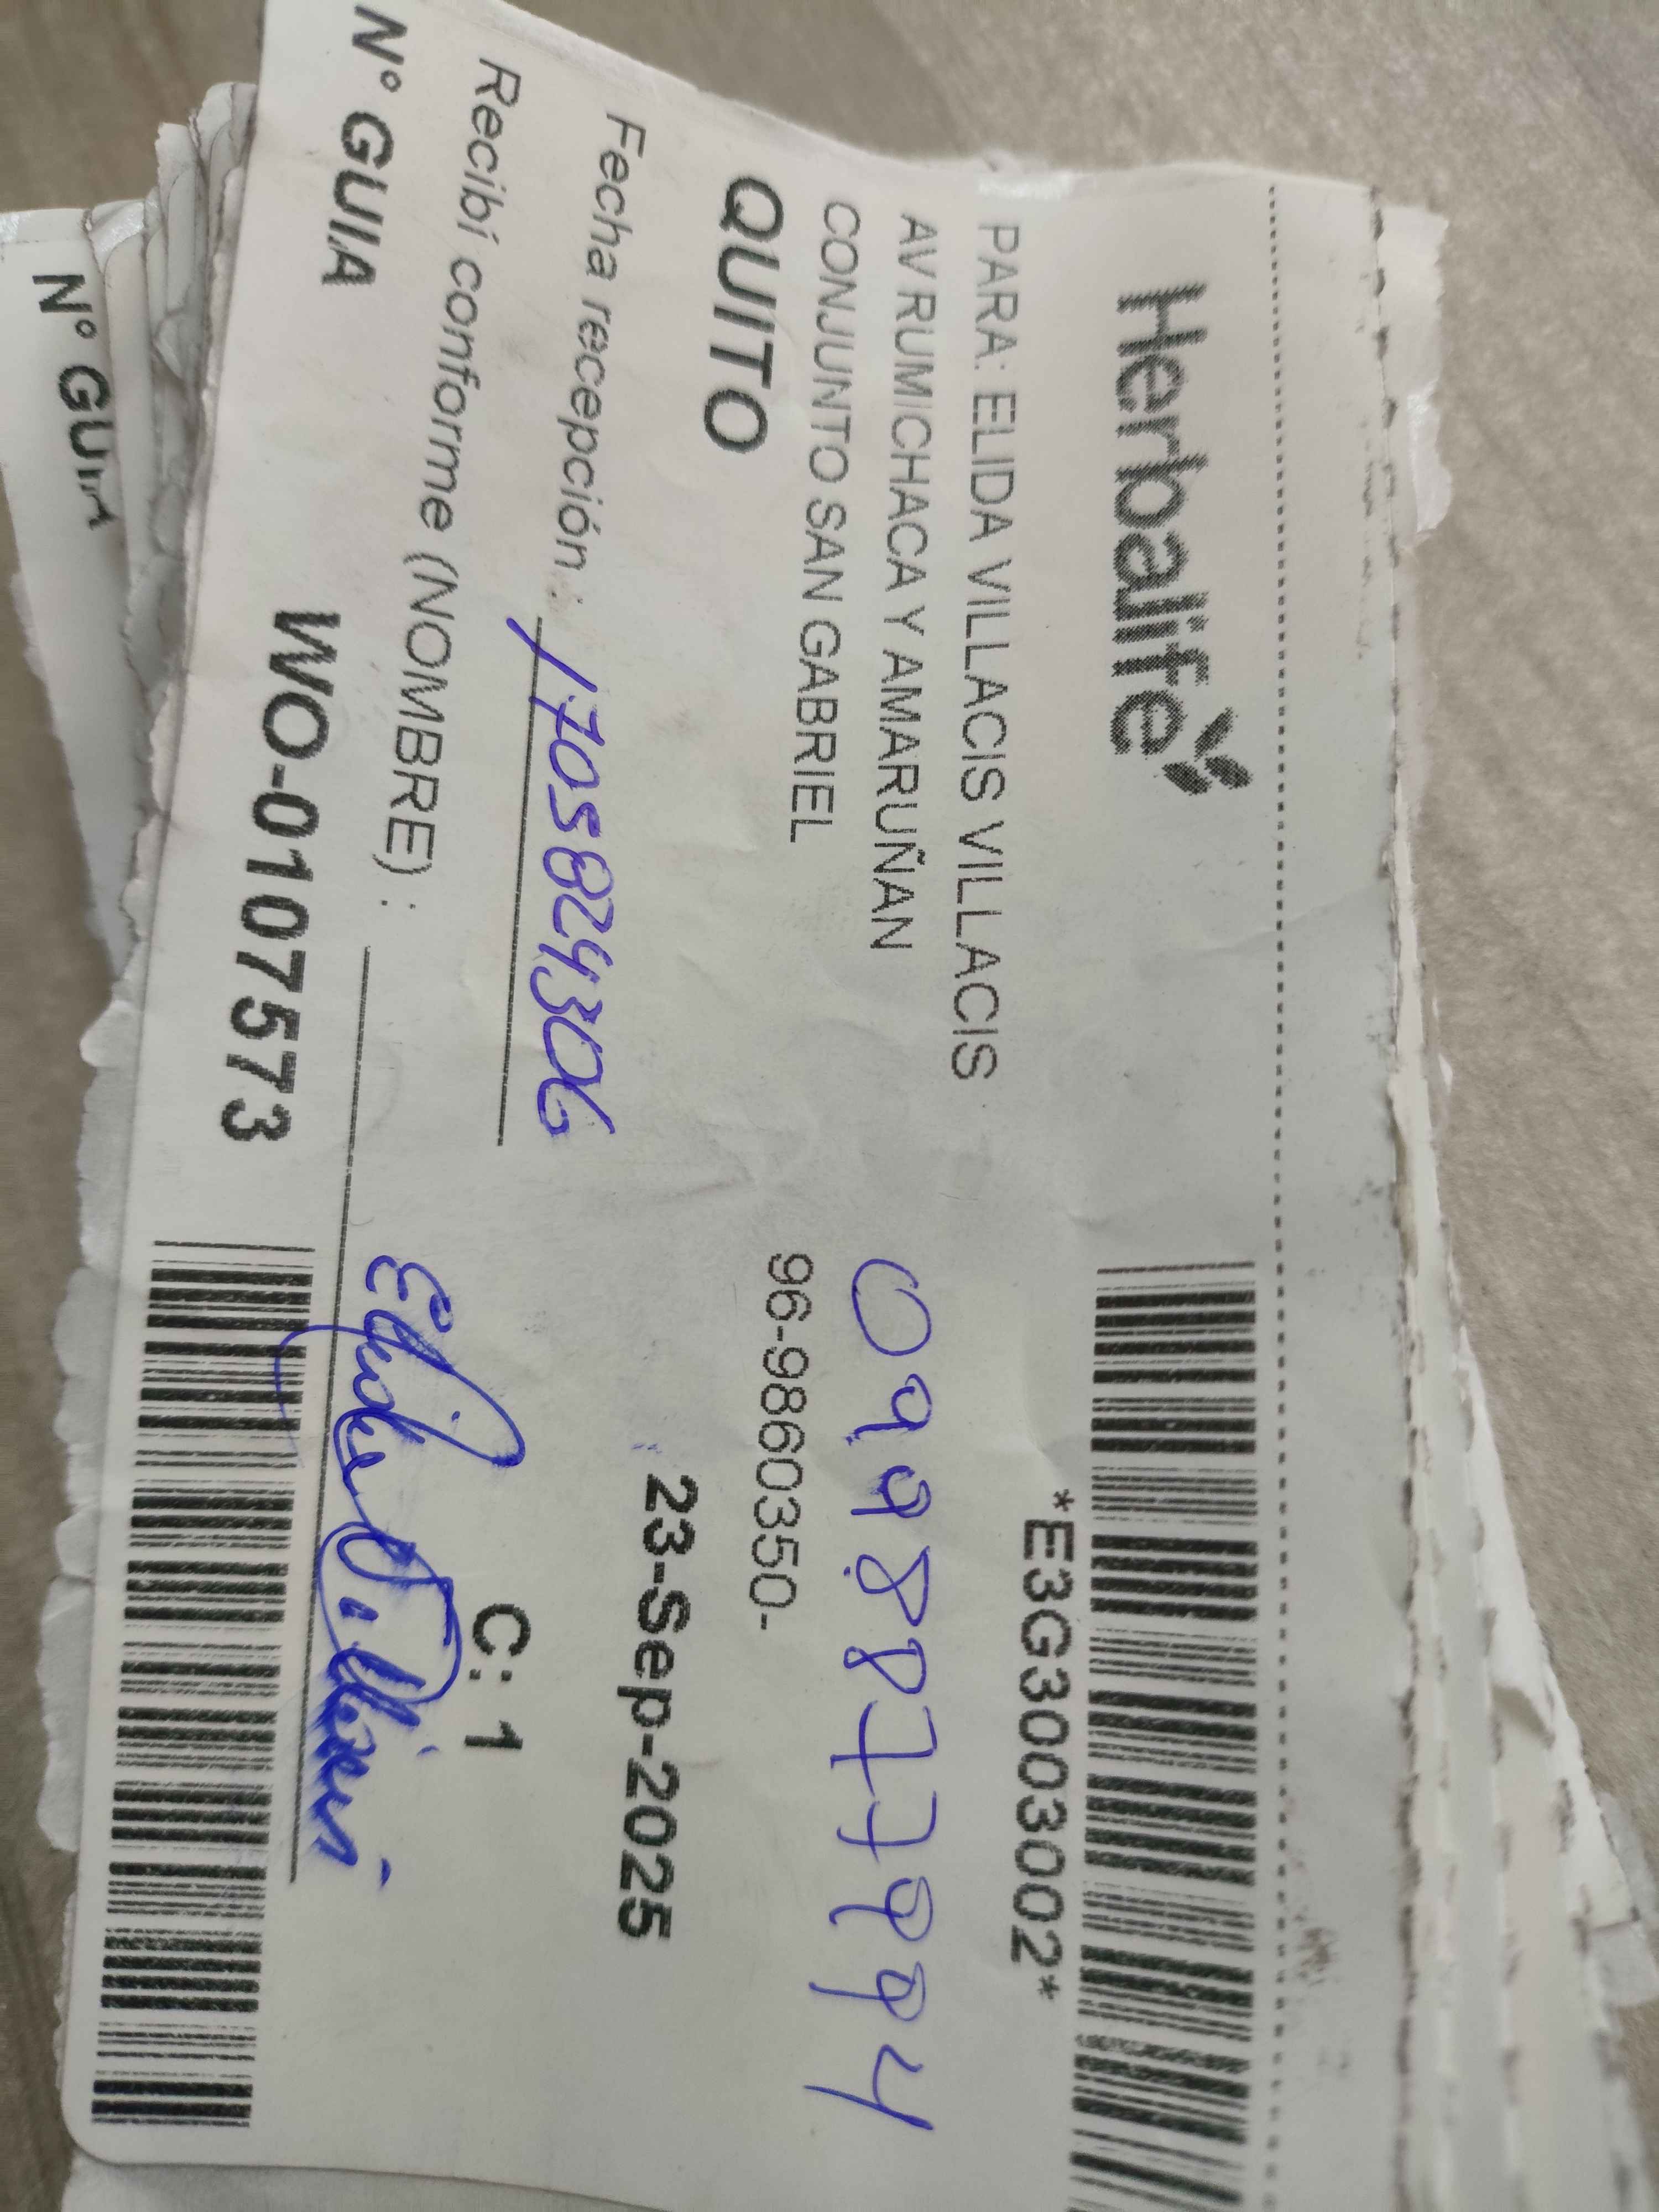 Herbalife
*E3G3003002*
PARA: ELIDA VILLACIS VILLACIS
AV RUMICHACA Y AMARUÑAN
0998877994
CONJUNTO SAN GABRIEL
96-9860350-
QUITO
23-Sep-2025
Fecha recepción : 1705824306
C: 1
Recibí conforme (NOMBRE) :
N° GUIA WO-0107573
N° GUIA